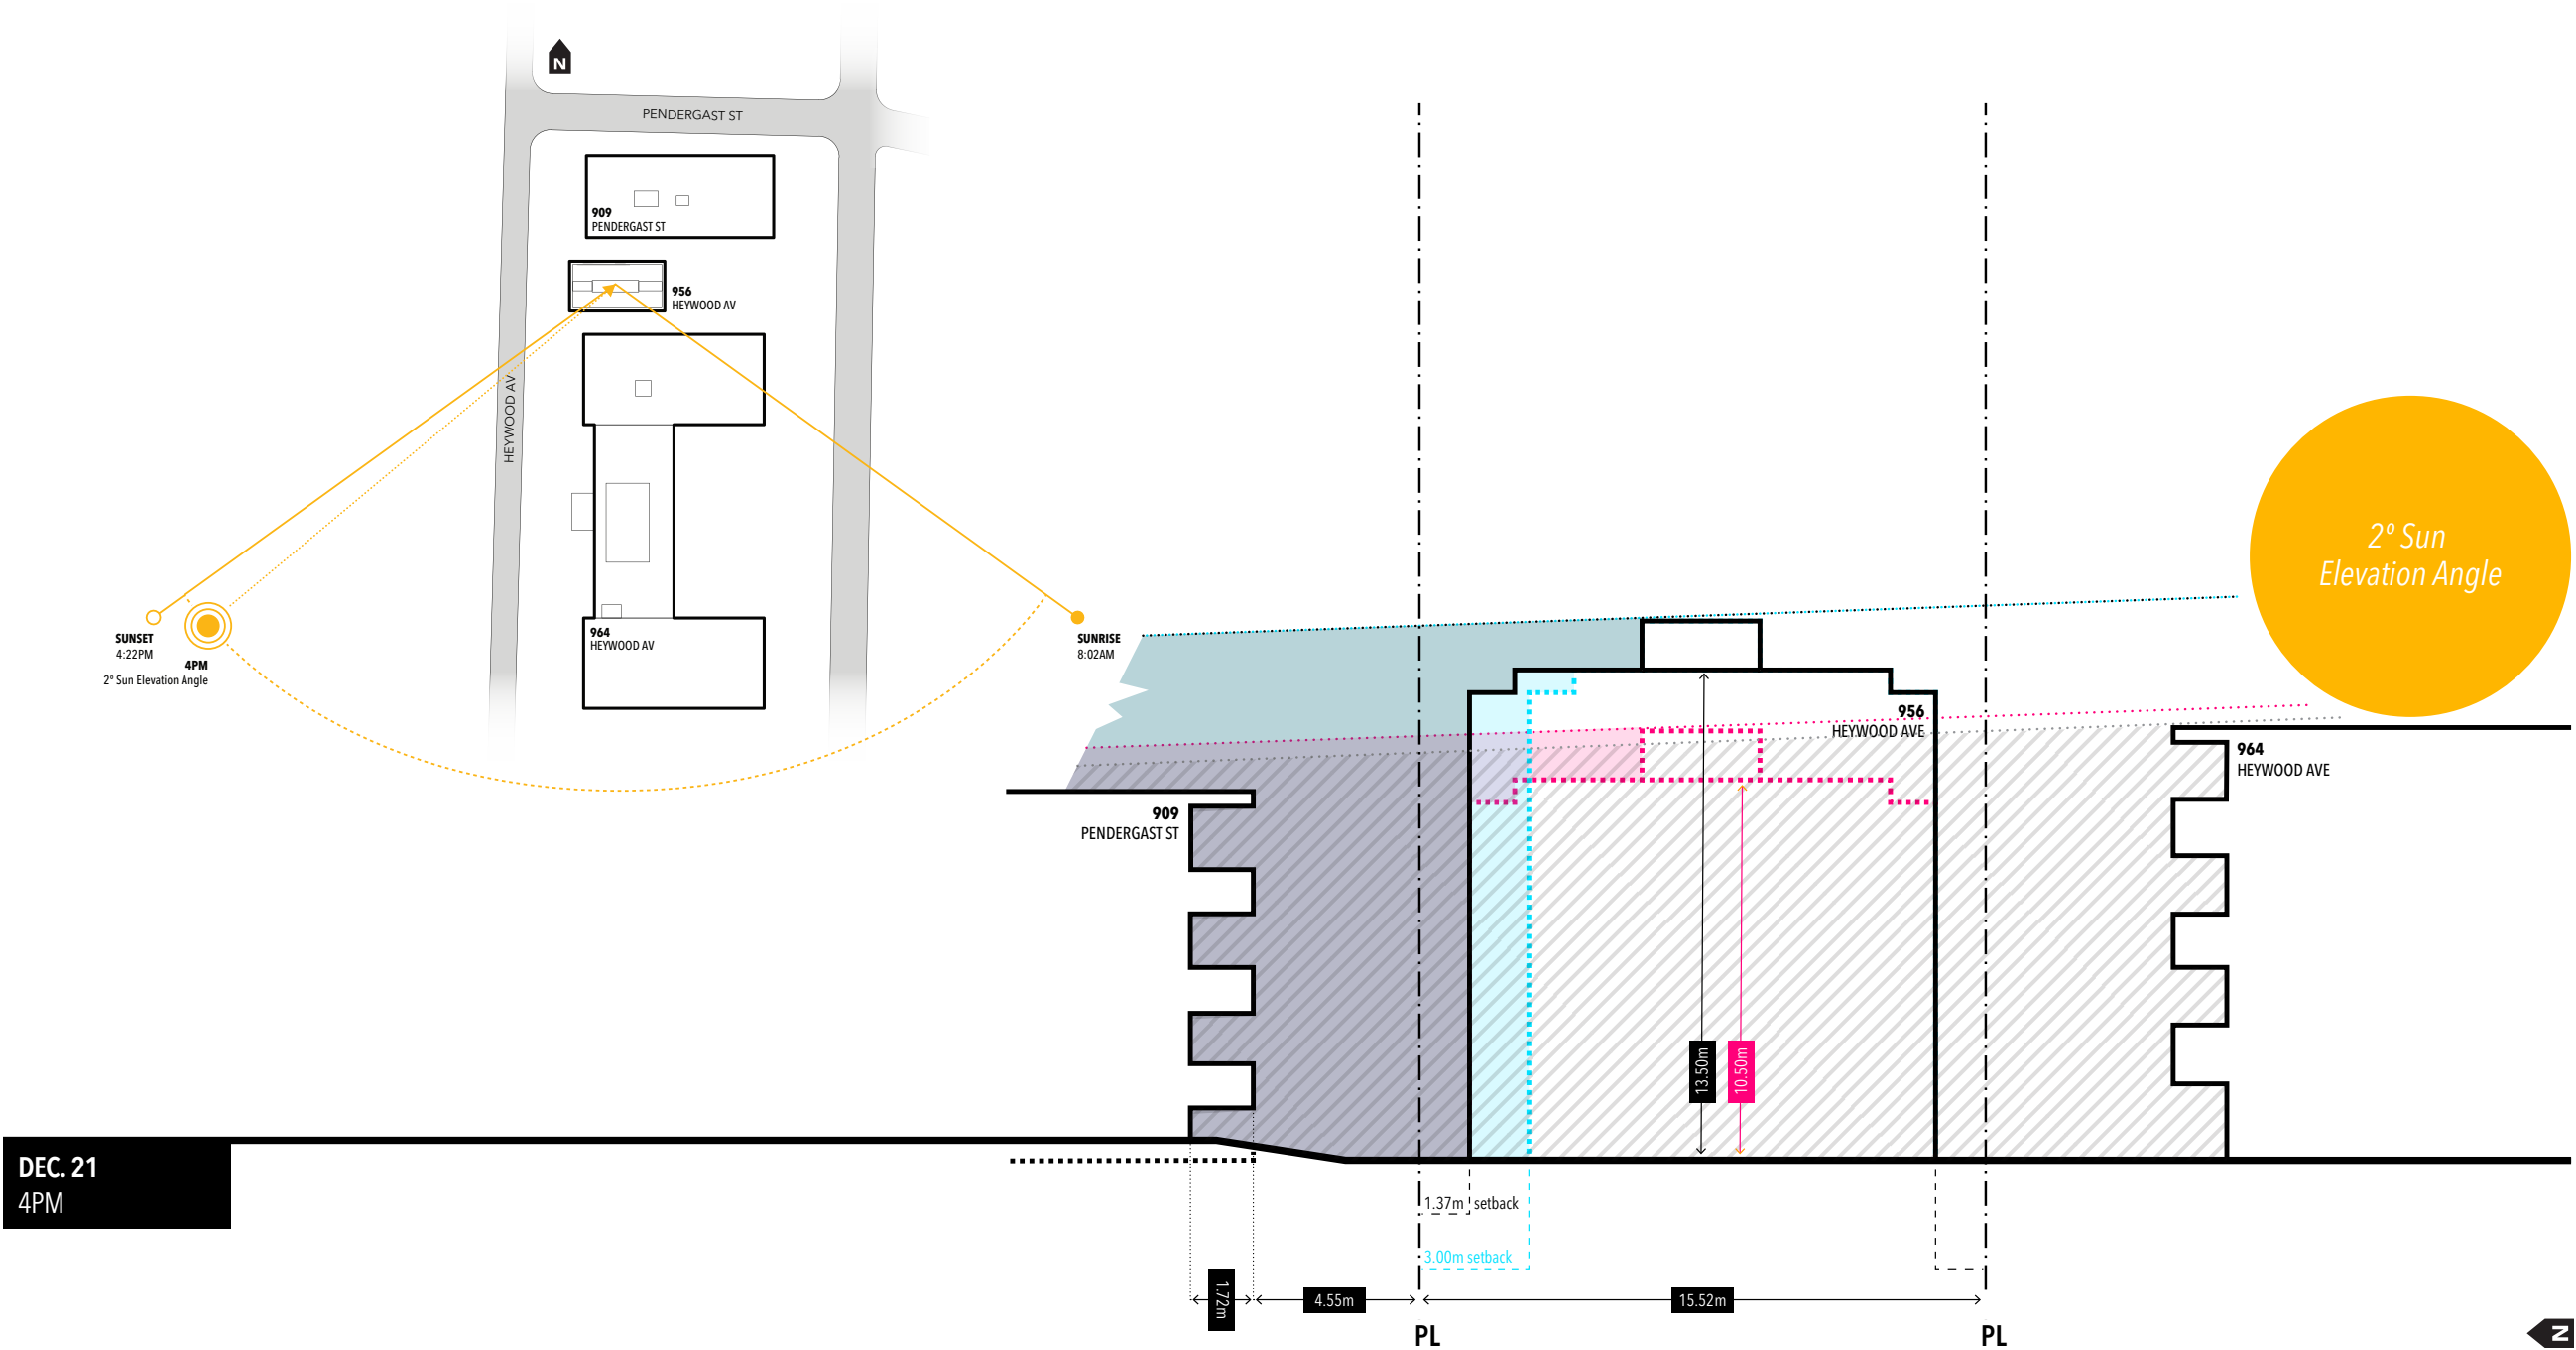 N
PENDERGAST ST
909
PENDERGAST ST
956
HEYWOOD AV
HEYWOOD AV
964
HEYWOOD AV
SUNSET
4:22PM
4PM
2º Sun Elevation Angle
SUNRISE
8:02AM
2º Sun
Elevation Angle
956
HEYWOOD AVE
964
HEYWOOD AVE
909
PENDERGAST ST
13.50m
10.50m
DEC. 21
4PM
1.37m setback
3.00m setback
1.72m
4.55m
15.52m
PL
PL
N